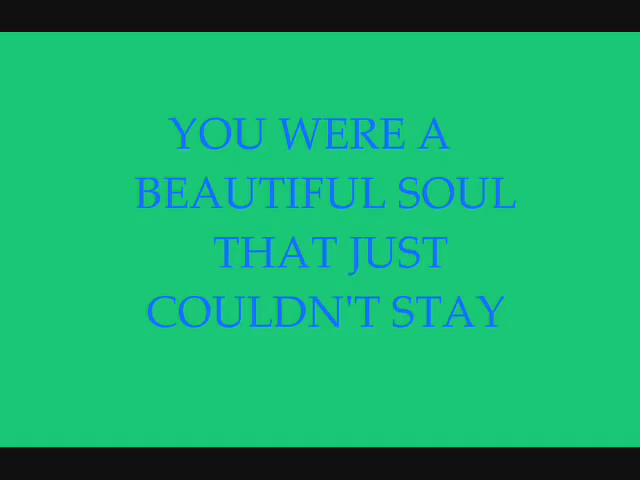 YOU WERE A
BEAUTIFUL SOUL
THAT JUST
COULDN'T STAY